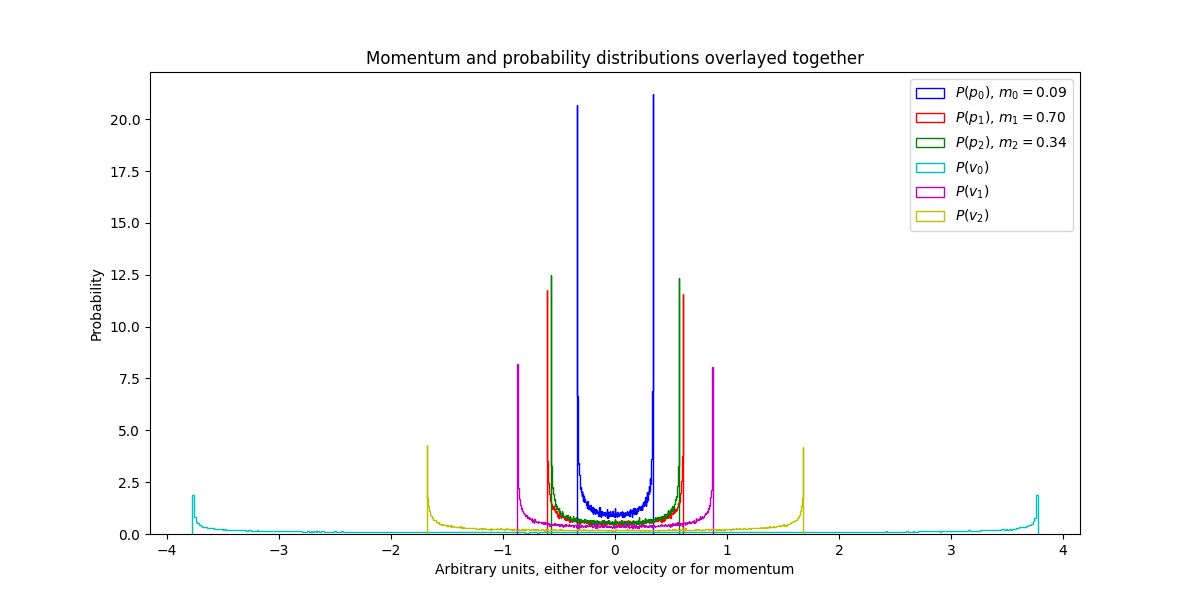 Momentum and probability distributions overlayed together
P(p₀), m₀ = 0.09
P(p₁), m₁ = 0.70
P(p₂), m₂ = 0.34
P(v₀)
P(v₁)
P(v₂)
Probability
20.0
17.5
15.0
12.5
10.0
7.5
5.0
2.5
0.0
−4 −3 −2 −1 0 1 2 3 4
Arbitrary units, either for velocity or for momentum